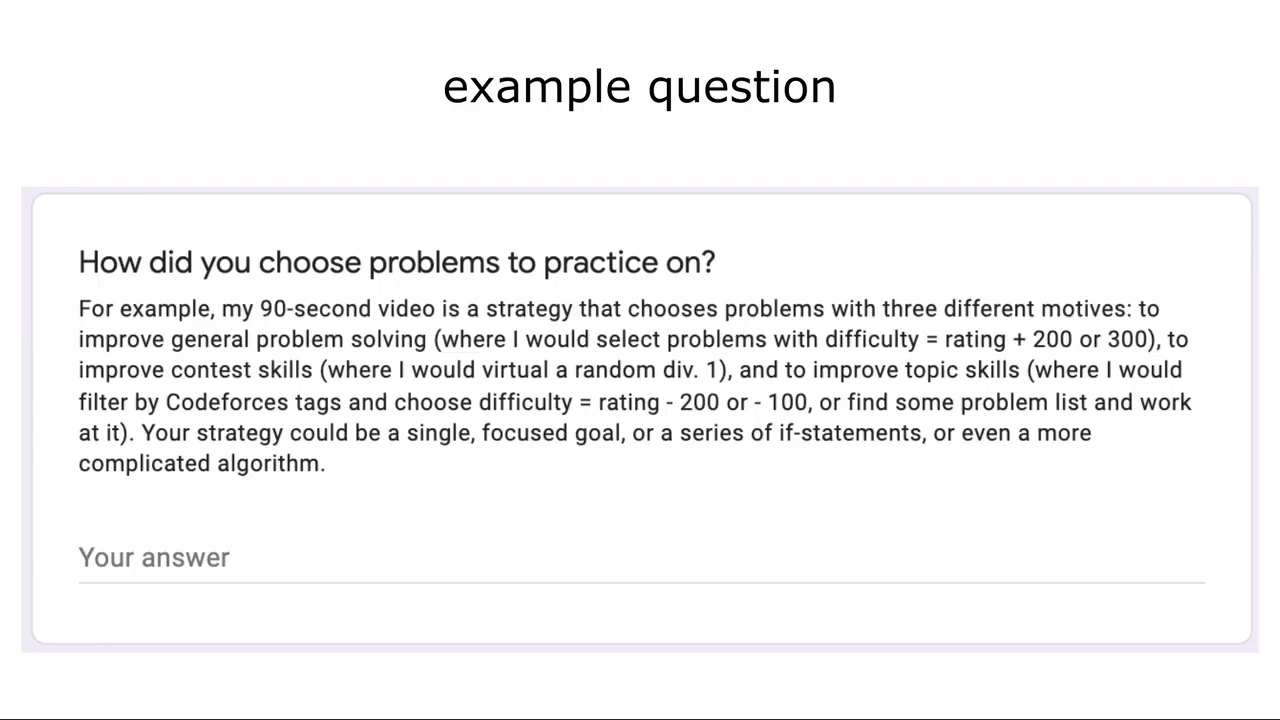 example question
How did you choose problems to practice on?
For example, my 90-second video is a strategy that chooses problems with three different motives: to
improve general problem solving (where I would select problems with difficulty = rating + 200 or 300), to
improve contest skills (where I would virtual a random div. 1), and to improve topic skills (where I would
filter by Codeforces tags and choose difficulty = rating - 200 or - 100, or find some problem list and work
at it). Your strategy could be a single, focused goal, or a series of if-statements, or even a more
complicated algorithm.
Your answer